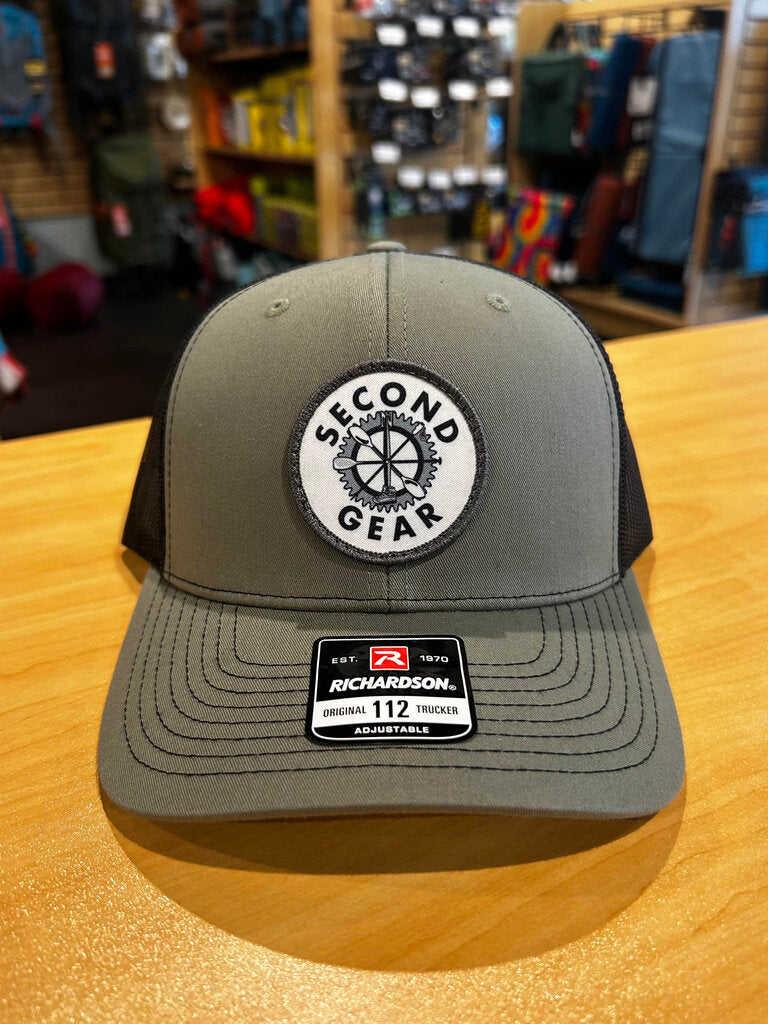 SECOND
GEAR
EST. R 1970
RICHARDSON®
ORIGINAL 112 TRUCKER
ADJUSTABLE